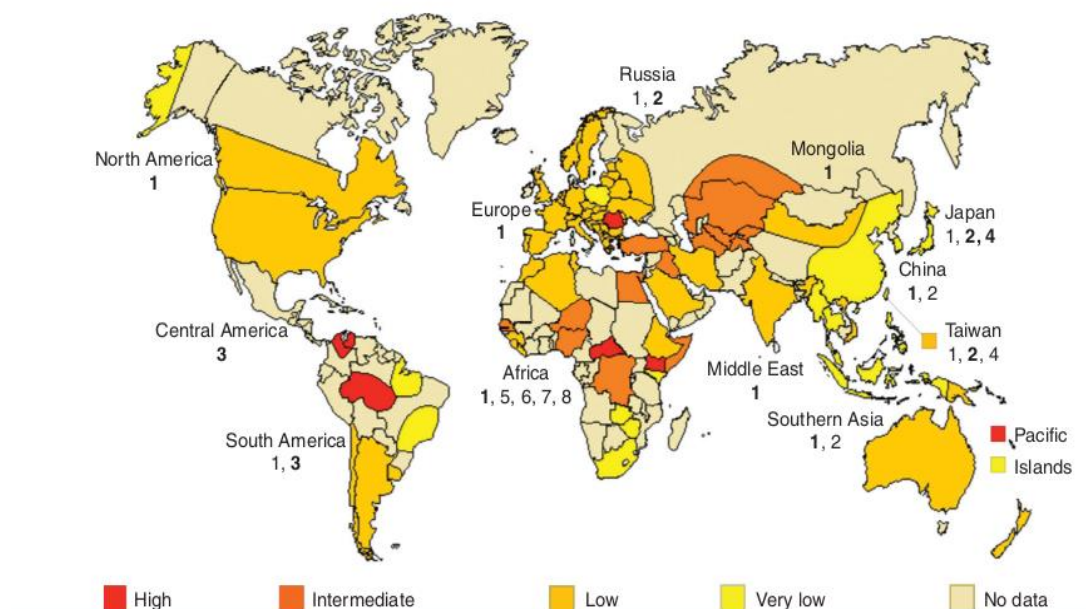 Russia
1, 2
Mongolia
1
North America
1
Europe
1
Japan
1, 2, 4
China
1, 2
Central America
3
Taiwan
1, 2, 4
Africa
1, 5, 6, 7, 8
Middle East
1
Southern Asia
1, 2
South America
1, 3
Pacific
Islands
High
Intermediate
Low
Very low
No data